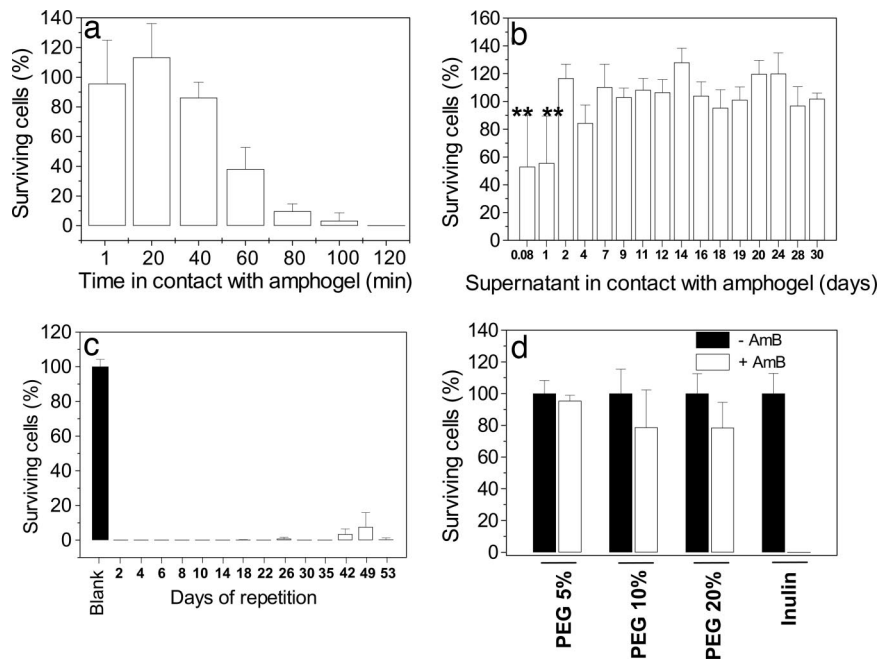 a
140
120
100
80
60
40
20
0
Surviving cells (%)
1 20 40 60 80 100 120
Time in contact with amphogel (min)
b
160
140
120
100
80
60
40
20
0
Surviving cells (%)
** **
0.08 1 2 4 7 9 11 12 14 16 18 19 20 24 28 30
Supernatant in contact with amphogel (days)
c
120
100
80
60
40
20
0
Surviving cells (%)
Blank 2 4 6 8 10 14 18 22 26 30 35 42 49 53
Days of repetition
d
140
120
100
80
60
40
20
0
Surviving cells (%)
- AmB
+ AmB
PEG 5%
PEG 10%
PEG 20%
Inulin